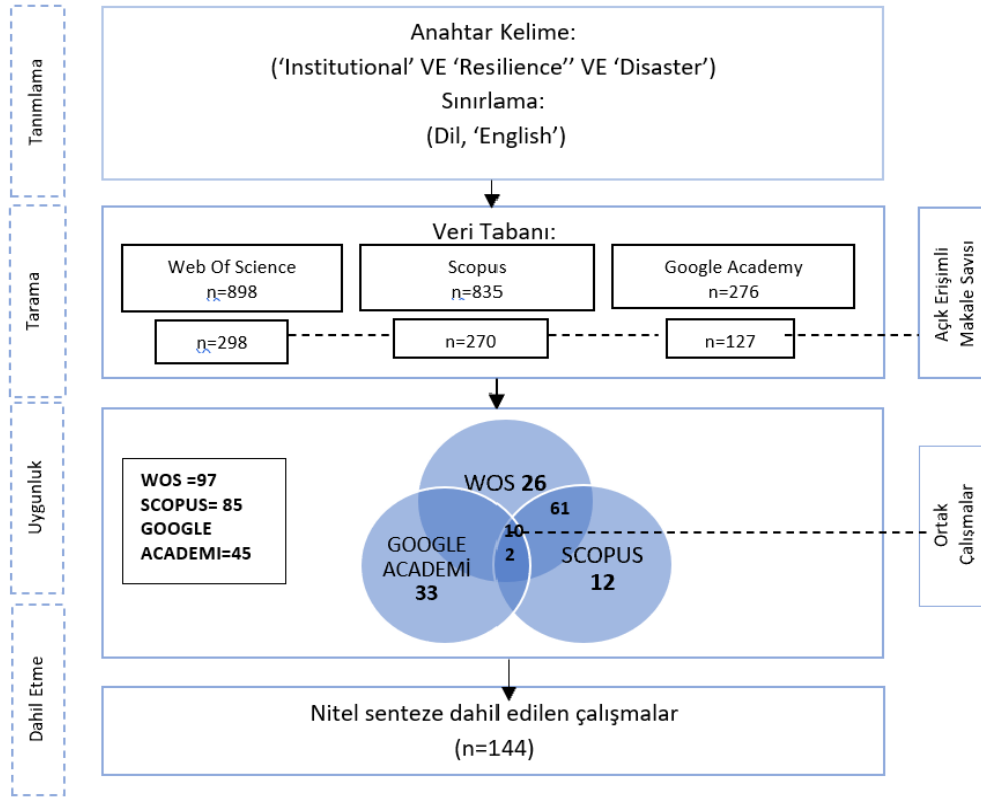 Tanımlama
Anahtar Kelime:
(‘Institutional’ VE ‘Resilience’’ VE ‘Disaster’)
Sınırlama:
(Dil, ‘English’)
Tarama
Veri Tabanı:
Web Of Science
n=898
Scopus
n=835
Google Academy
n=276
n=298
n=270
n=127
Açık Erişimli
Makale Sayısı
Uygunluk
WOS =97
SCOPUS= 85
GOOGLE
ACADEMI=45
WOS 26
61
10
2
GOOGLE
ACADEMİ
33
SCOPUS
12
Ortak
Çalışmalar
Dahil Etme
Nitel senteze dahil edilen çalışmalar
(n=144)